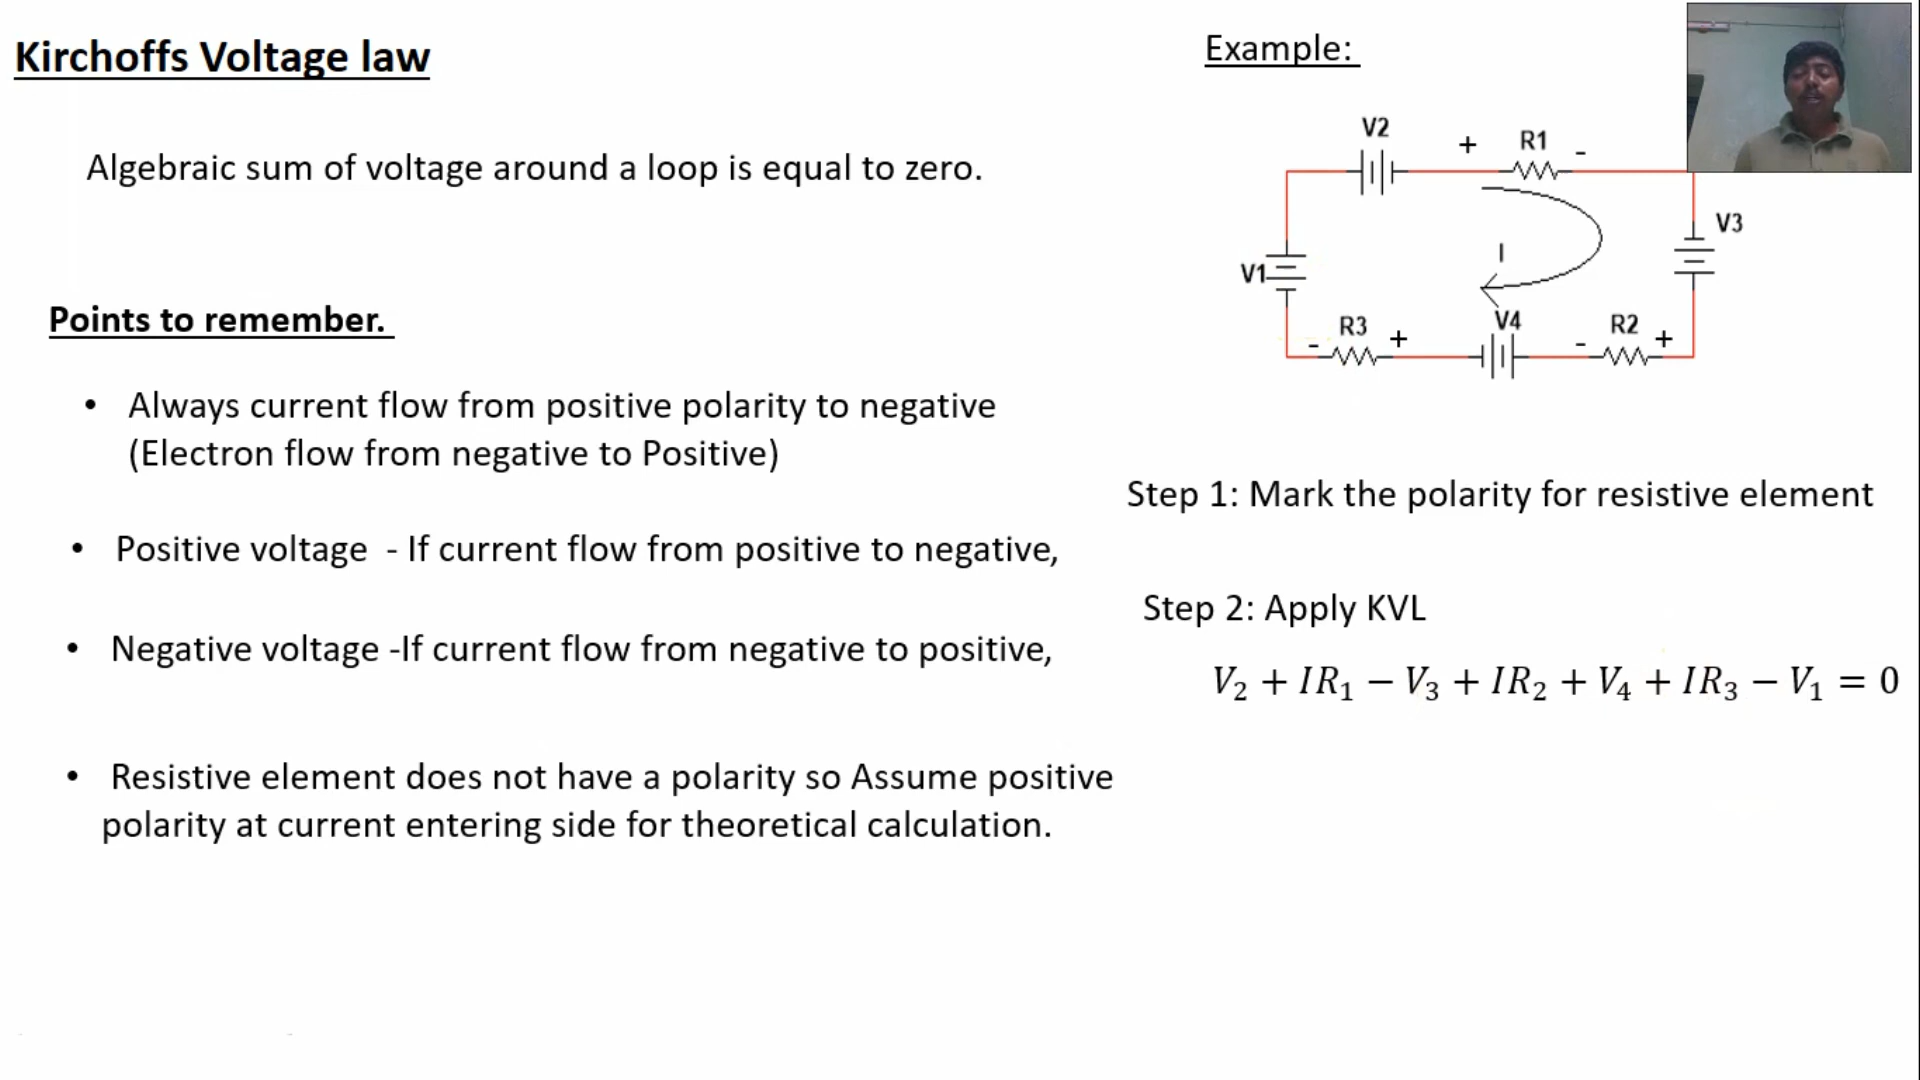 Kirchoffs Voltage law
Algebraic sum of voltage around a loop is equal to zero.
Points to remember.
• Always current flow from positive polarity to negative
(Electron flow from negative to Positive)
• Positive voltage - If current flow from positive to negative,
• Negative voltage -If current flow from negative to positive,
• Resistive element does not have a polarity so Assume positive
polarity at current entering side for theoretical calculation.
Example:
V2
+ R1 -
V3
V1
I
- R3 +
V4
- R2 +
Step 1: Mark the polarity for resistive element
Step 2: Apply KVL
V₂ + IR₁ − V₃ + IR₂ + V₄ + IR₃ − V₁ = 0